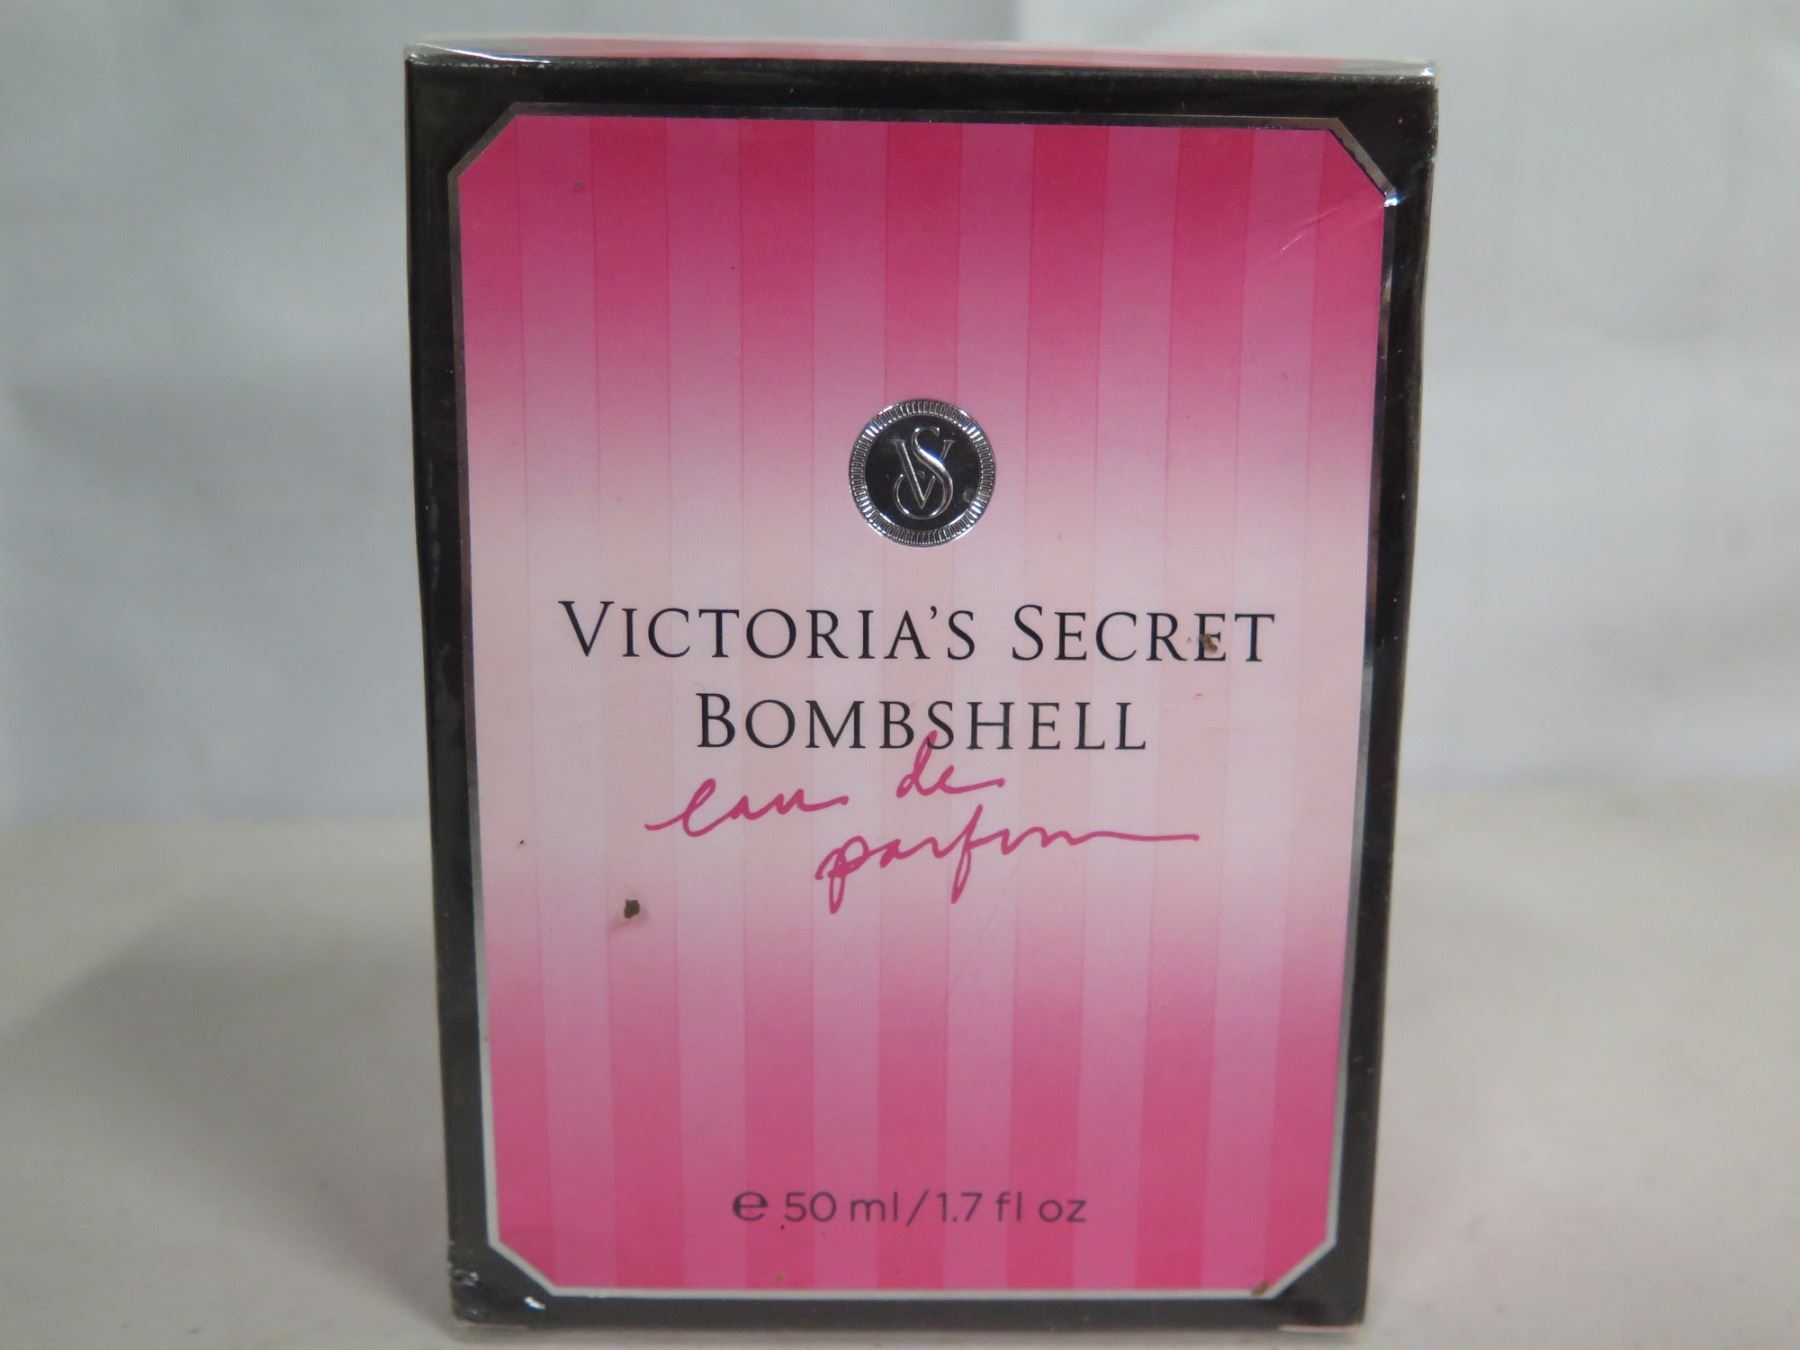 VS
VICTORIA'S SECRET
BOMBSHELL
eau de
parfum
℮ 50 ml/1.7 fl oz